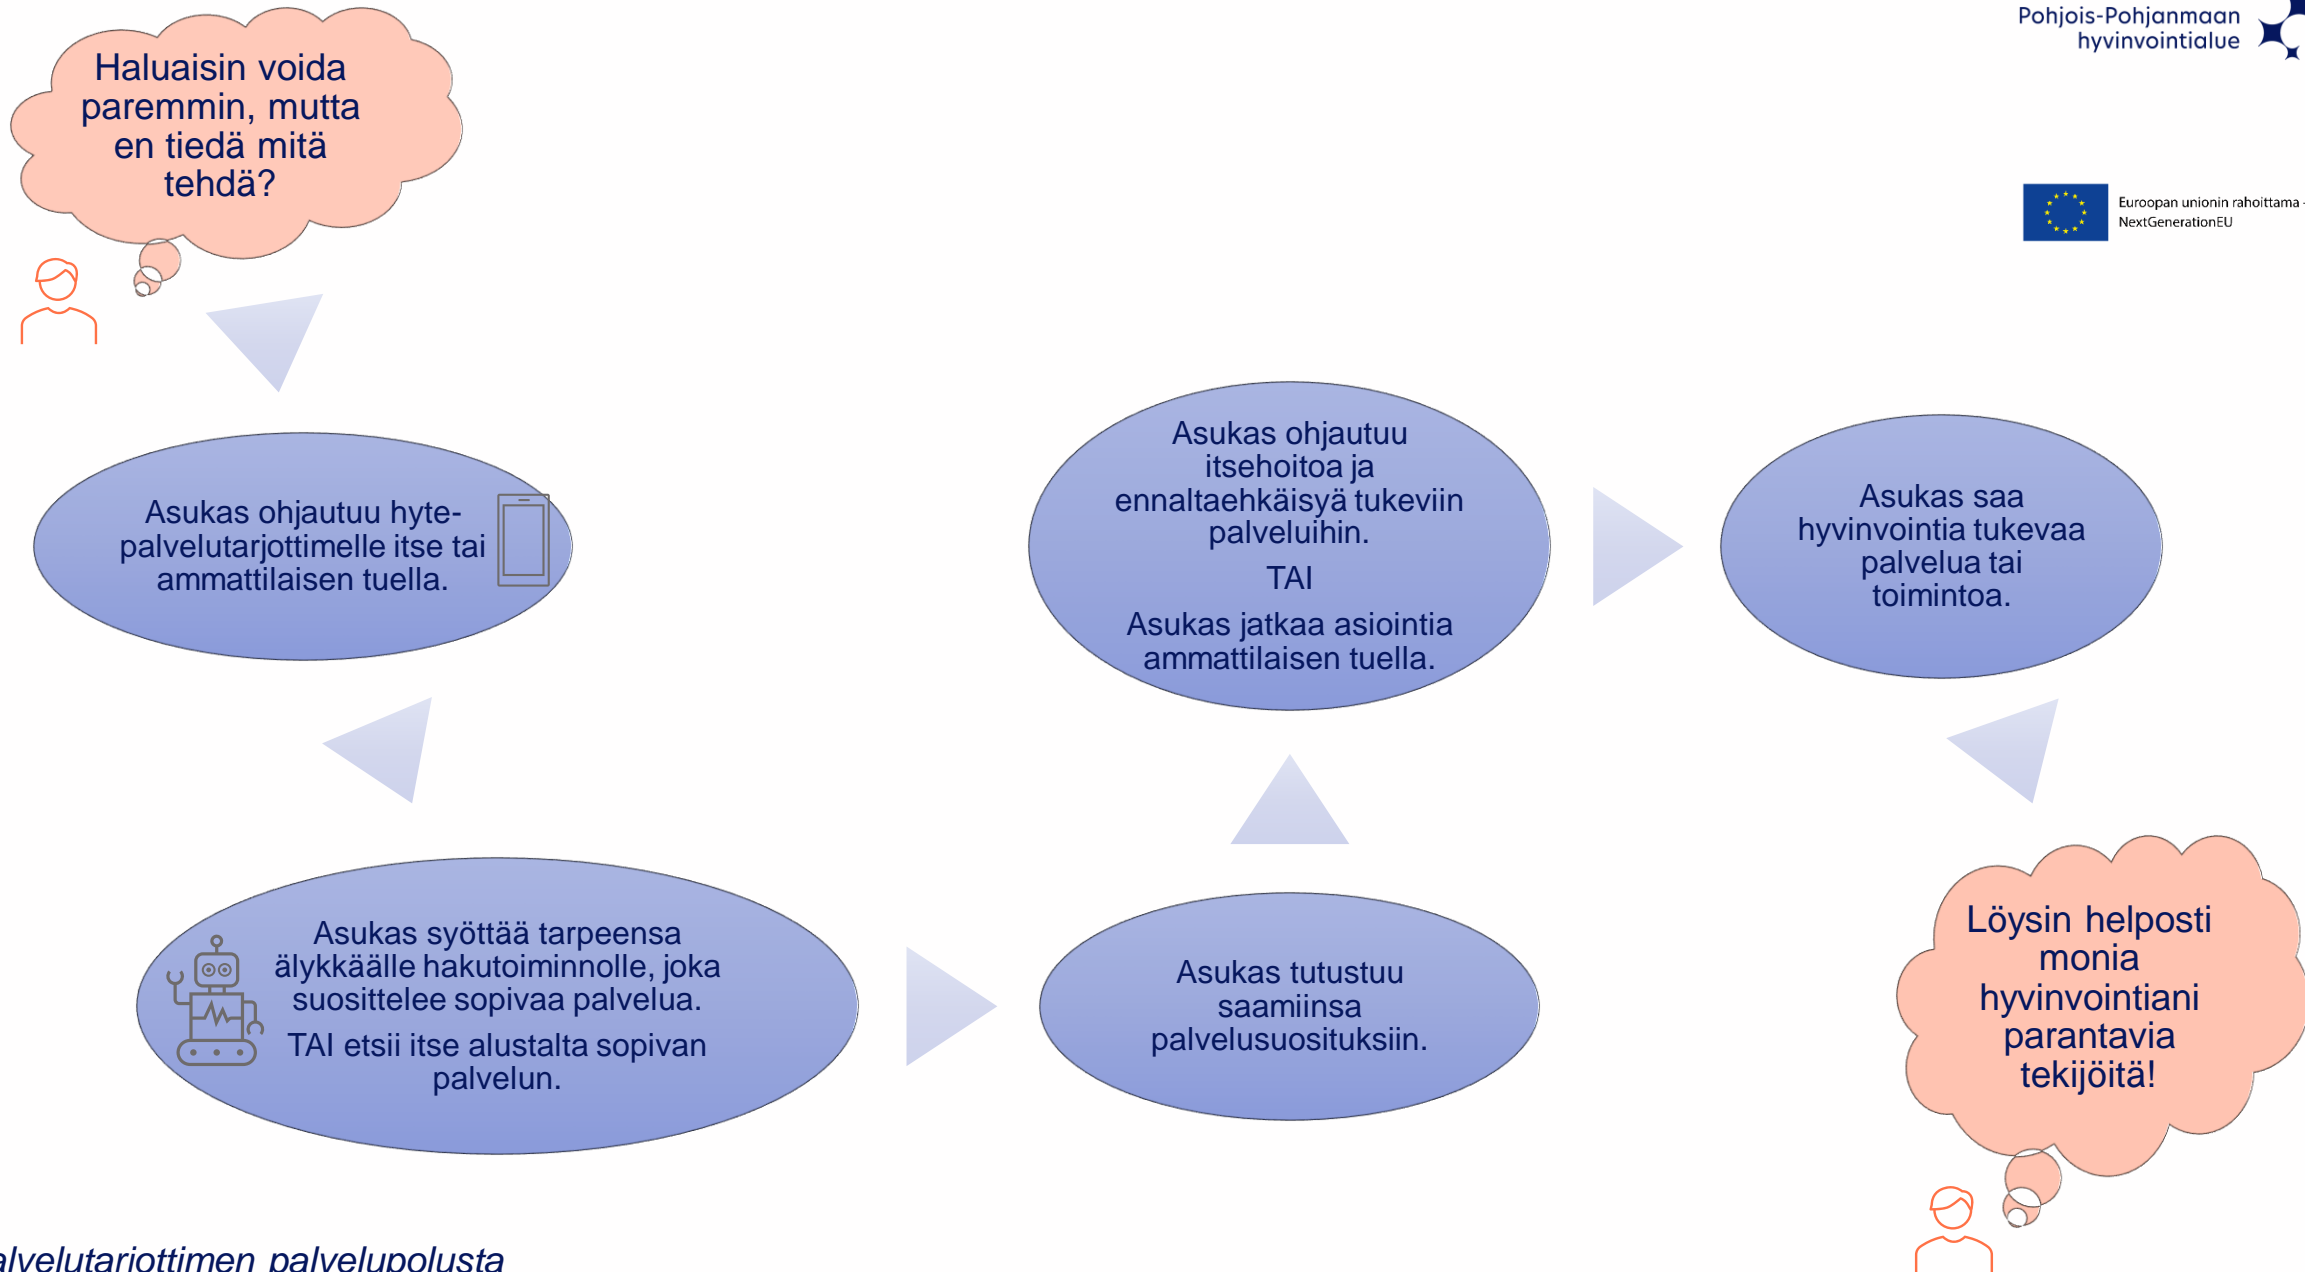 Pohjois-Pohjanmaan
hyvinvointialue
Haluaisin voida
paremmin, mutta
en tiedä mitä
tehdä?
Euroopan unionin rahoittama -
NextGenerationEU
Asukas ohjautuu hyte-
palvelutarjottimelle itse tai
ammattilaisen tuella.
Asukas syöttää tarpeensa
älykkäälle hakutoiminnolle, joka
suosittelee sopivaa palvelua.
TAI etsii itse alustalta sopivan
palvelun.
Asukas tutustuu
saamiinsa
palvelusuosituksiin.
Asukas ohjautuu
itsehoitoa ja
ennaltaehkäisyä tukeviin
palveluihin.
TAI
Asukas jatkaa asiointia
ammattilaisen tuella.
Asukas saa
hyvinvointia tukevaa
palvelua tai
toimintoa.
Löysin helposti
monia
hyvinvointiani
parantavia
tekijöitä!
alvelutarjottimen palvelupolusta